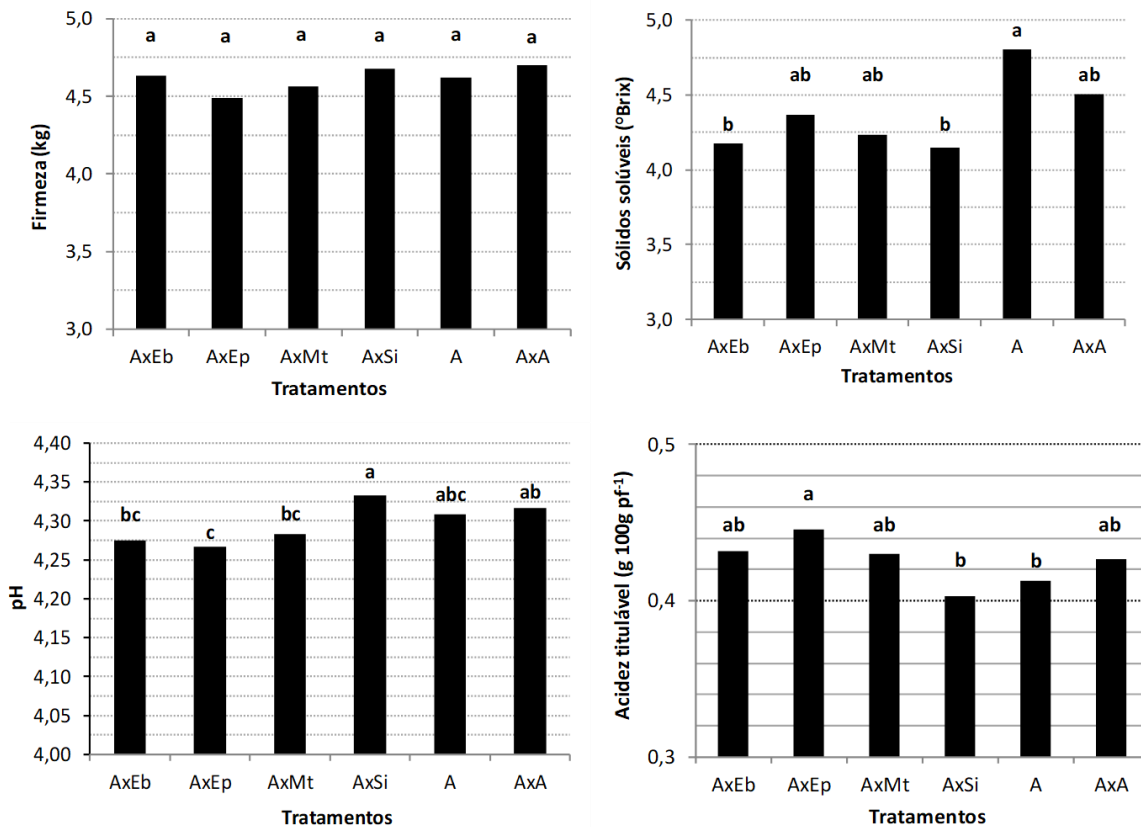 Firmeza (kg)
5,0
4,5
4,0
3,5
3,0
a a a a a a
AxEb AxEp AxMt AxSi A AxA
Tratamentos
Sólidos solúveis (°Brix)
5,0
4,5
4,0
3,5
3,0
b ab ab b a ab
AxEb AxEp AxMt AxSi A AxA
Tratamentos
pH
4,40
4,35
4,30
4,25
4,20
4,15
4,10
4,05
4,00
bc c bc a abc ab
AxEb AxEp AxMt AxSi A AxA
Tratamentos
Acidez titulável (g 100g pf-1)
0,5
0,4
0,3
ab a ab b b ab
AxEb AxEp AxMt AxSi A AxA
Tratamentos